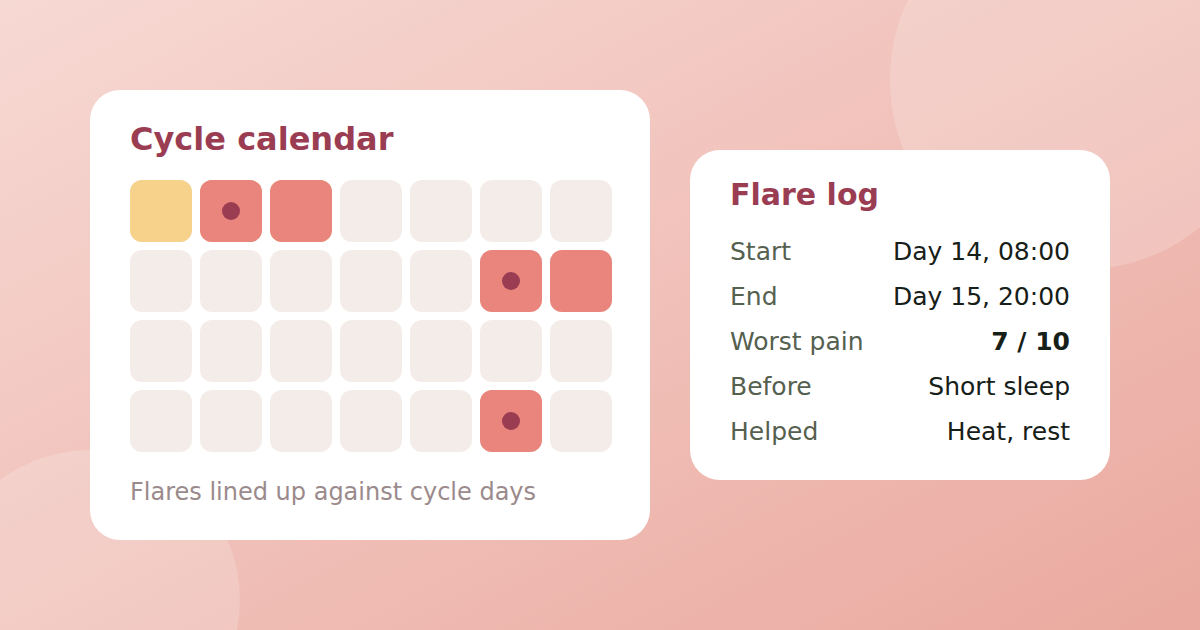 Cycle calendar
Flares lined up against cycle days
Flare log
Start Day 14, 08:00
End Day 15, 20:00
Worst pain 7 / 10
Before Short sleep
Helped Heat, rest